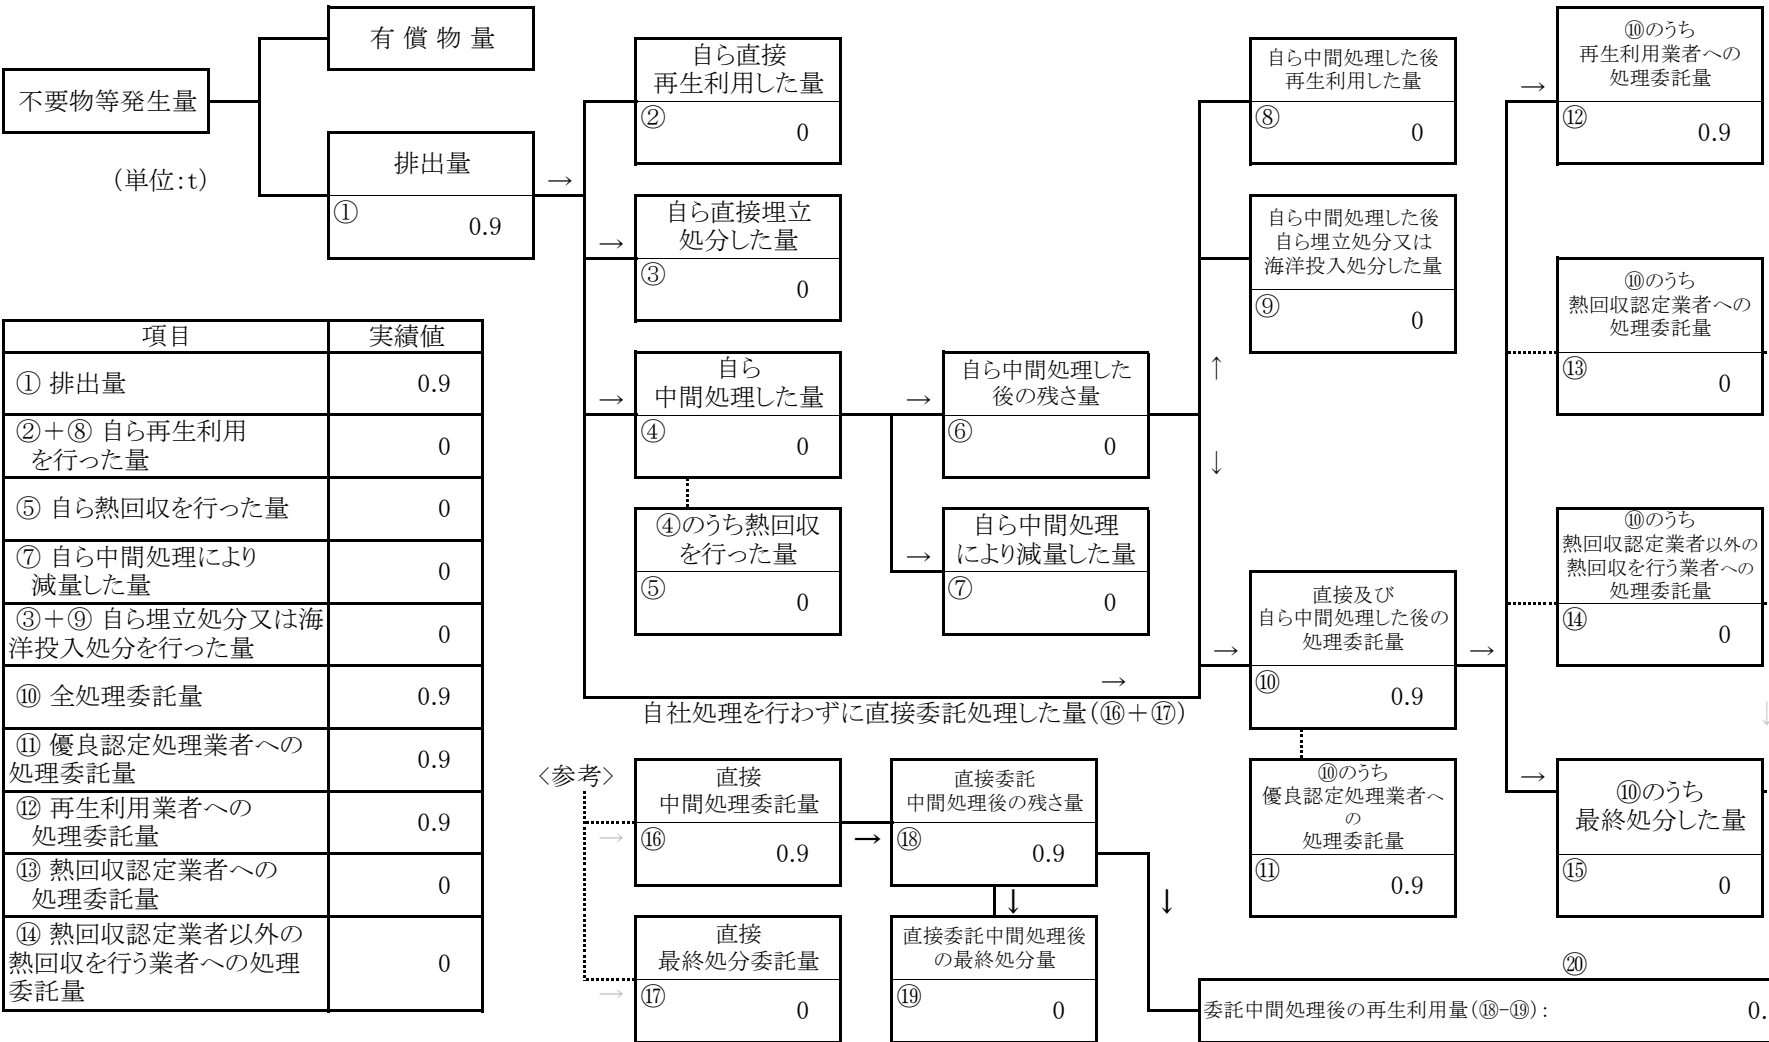 有 償 物 量
不要物等発生量
(単位:t)
排出量
①
0.9
→
自ら直接
再生利用した量
②
0
→
自ら直接埋立
処分した量
③
0
→
自ら
中間処理した量
④
0
④のうち熱回収
を行った量
⑤
0
→
自ら中間処理した
後の残さ量
⑥
0
→
自ら中間処理
により減量した量
⑦
0
↑
↓
自ら中間処理した後
再生利用した量
⑧
0
自ら中間処理した後
自ら埋立処分又は
海洋投入処分した量
⑨
0
→
自社処理を行わずに直接委託処理した量(⑯+⑰)
→
直接及び
自ら中間処理した後の
処理委託量
⑩
0.9
→
⑩のうち
優良認定処理業者へ
の
処理委託量
⑪
0.9
→
⑩のうち
再生利用業者への
処理委託量
⑫
0.9
⑩のうち
熱回収認定業者への
処理委託量
⑬
0
⑩のうち
熱回収認定業者以外の
熱回収を行う業者への
処理委託量
⑭
0
↓
→
⑩のうち
最終処分した量
⑮
0
項目 実績値
① 排出量 0.9
②+⑧ 自ら再生利用
を行った量 0
⑤ 自ら熱回収を行った量 0
⑦ 自ら中間処理により
減量した量 0
③+⑨ 自ら埋立処分又は海
洋投入処分を行った量 0
⑩ 全処理委託量 0.9
⑪ 優良認定処理業者への
処理委託量 0.9
⑫ 再生利用業者への
処理委託量 0.9
⑬ 熱回収認定業者への
処理委託量 0
⑭ 熱回収認定業者以外の
熱回収を行う業者への処理
委託量 0
〈参考〉
→
直接
中間処理委託量
⑯
0.9
→
直接委託
中間処理後の残さ量
⑱
0.9
↓
↓
→
直接
最終処分委託量
⑰
0
直接委託中間処理後
の最終処分量
⑲
0
⑳
委託中間処理後の再生利用量(⑱-⑲): 0.